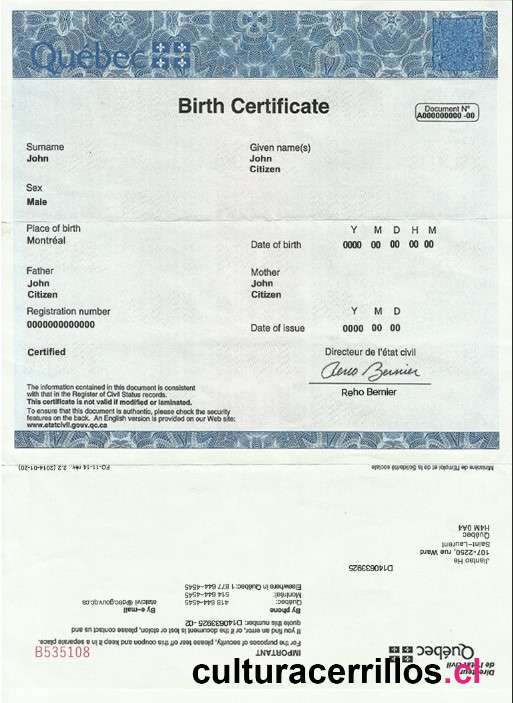 Québec
Birth Certificate
Document N°
A000000000 -00
Surname
John
Given name(s)
John
Citizen
Sex
Male
Place of birth
Montréal
Y M D H M
Date of birth 0000 00 00 00 00
Father
John
Citizen
Mother
John
Citizen
Registration number
0000000000000
Y M D
Date of issue 0000 00 00
Certified
Directeur de l'état civil
Reho Bernier
The information contained in this document is consistent
with that in the Register of Civil Status records.
This certificate is not valid if modified or laminated.
To ensure that this document is authentic, please check the security
features on the back. An English version is provided on our Web site:
www.etatcivil.gouv.qc.ca
Ministère de l'Emploi et de la Solidarité sociale
FO-11-14 rév. 2.2 (2014-01-20)
Jiantao He
107-2250, rue Ward
Saint-Laurent
Québec
H4M 0A4
D140633925
By phone
Québec: 418 644-4545
Montréal: 514 644-4545
Elsewhere in Québec: 1 877 644-4545
By e-mail
etatcivil@dec.gouv.qc.ca
If you find an error, or if the document is lost or stolen, please contact us and
quote this number: D140633925-02
For the purposes of security, please tear off this coupon and keep it in a separate place.
IMPORTANT
B535108
Directeur
de l'état civil
Québec
culturacerrillos.cl